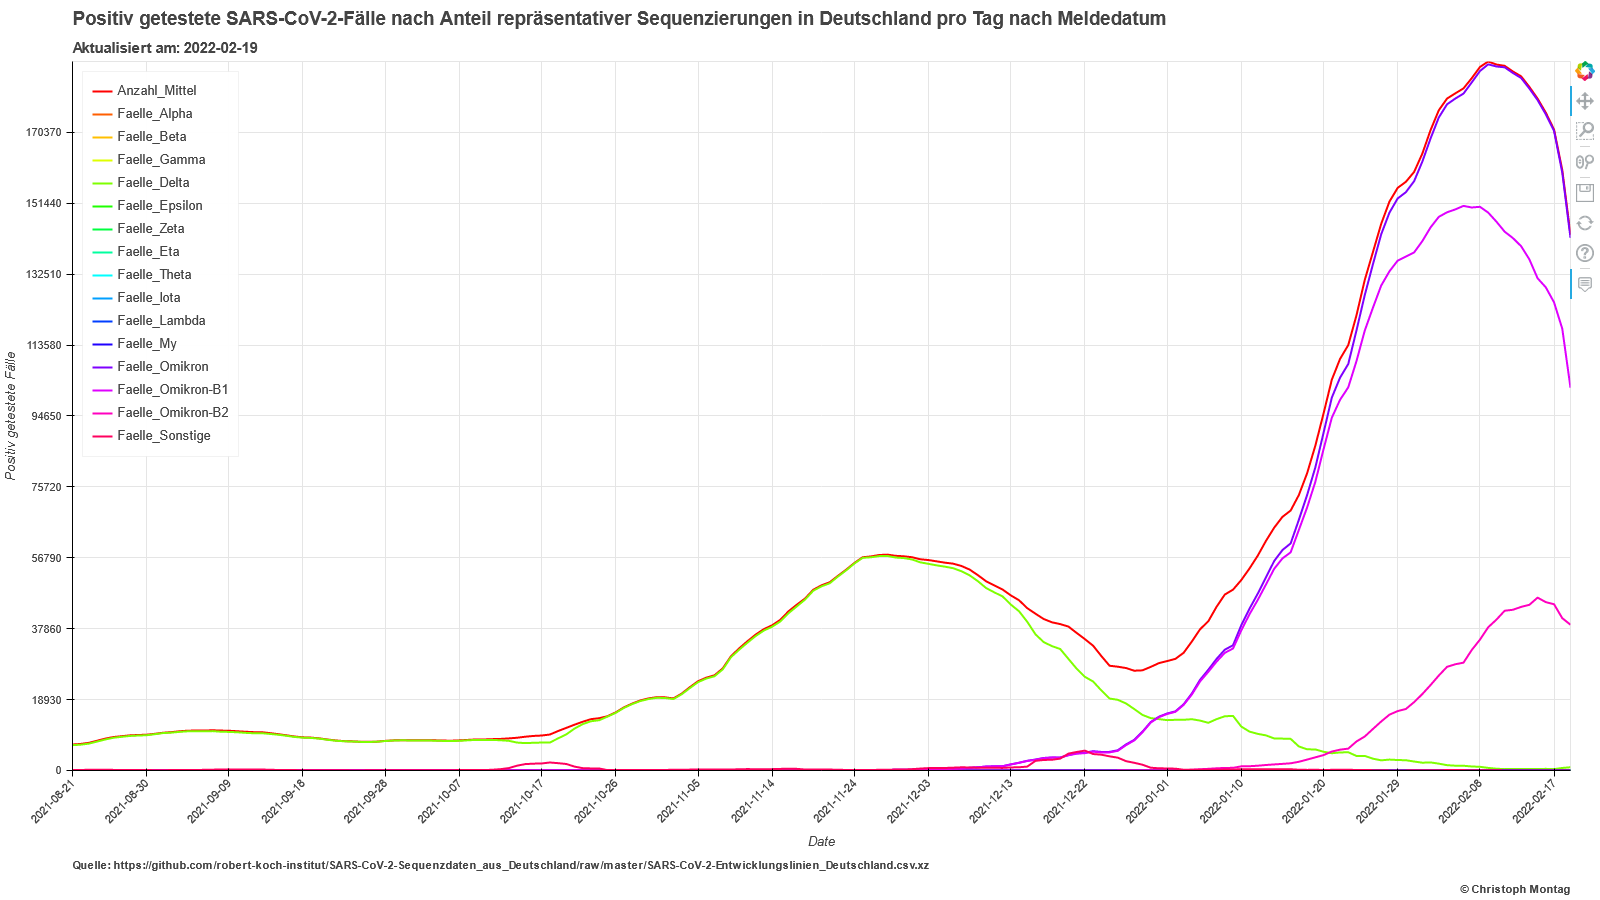 Positiv getestete SARS-CoV-2-Fälle nach Anteil repräsentativer Sequenzierungen in Deutschland pro Tag nach Meldedatum
Aktualisiert am: 2022-02-19
Anzahl_Mittel
Faelle_Alpha
Faelle_Beta
Faelle_Gamma
Faelle_Delta
Faelle_Epsilon
Faelle_Zeta
Faelle_Eta
Faelle_Theta
Faelle_Iota
Faelle_Lambda
Faelle_My
Faelle_Omikron
Faelle_Omikron-B1
Faelle_Omikron-B2
Faelle_Sonstige
Positiv getestete Fälle
170370
151440
132510
113580
94650
75720
56790
37860
18930
0
2021-08-21
2021-08-30
2021-09-09
2021-09-18
2021-09-28
2021-10-07
2021-10-17
2021-10-26
2021-11-05
2021-11-14
2021-11-24
2021-12-03
2021-12-13
2021-12-22
2022-01-01
2022-01-10
2022-01-20
2022-01-29
2022-02-08
2022-02-17
Date
Quelle: https://github.com/robert-koch-institut/SARS-CoV-2-Sequenzdaten_aus_Deutschland/raw/master/SARS-CoV-2-Entwicklungslinien_Deutschland.csv.xz
© Christoph Montag